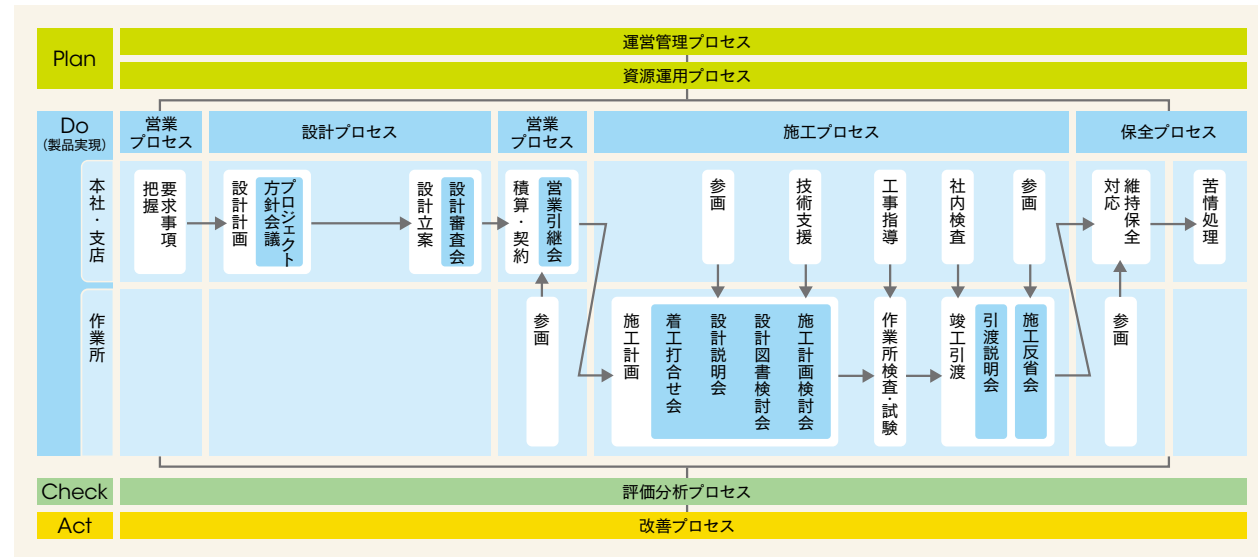 Plan
運営管理プロセス
資源運用プロセス
Do
(製品実現)
営業
プロセス
設計プロセス
営業
プロセス
施工プロセス
保全プロセス
本社・支店
要求事項
把握
設計計画
プロジェクト
方針会議
設計立案
設計審査会
積算・契約
営業引継会
参画
技術支援
工事指導
社内検査
参画
維持保全
対応
苦情処理
作業所
参画
施工計画
着工打合せ会
設計説明会
設計図書検討会
施工計画検討会
作業所検査・試験
竣工引渡
引渡説明会
施工反省会
参画
Check
評価分析プロセス
Act
改善プロセス